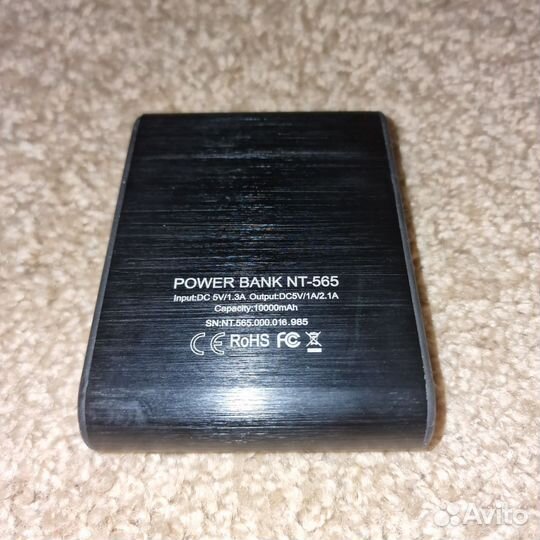 POWER BANK NT-565
Input:DC 5V/1.3A Output:DC5V/1A/2.1A
Capacity:10000mAh
SN:NT.565.000.016.985
CE RoHS FC
Avito